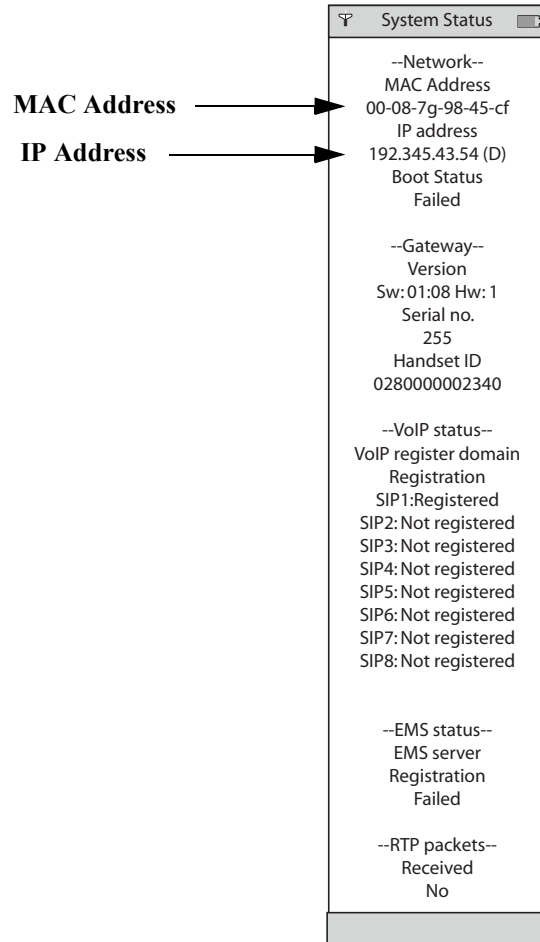 System Status
--Network--
MAC Address
MAC Address
00-08-7g-98-45-cf
IP address
IP Address
192.345.43.54 (D)
Boot Status
Failed
--Gateway--
Version
Sw: 01:08 Hw: 1
Serial no.
255
Handset ID
0280000002340
--VoIP status--
VoIP register domain
Registration
SIP1:Registered
SIP2: Not registered
SIP3: Not registered
SIP4: Not registered
SIP5: Not registered
SIP6: Not registered
SIP7: Not registered
SIP8: Not registered
--EMS status--
EMS server
Registration
Failed
--RTP packets--
Received
No